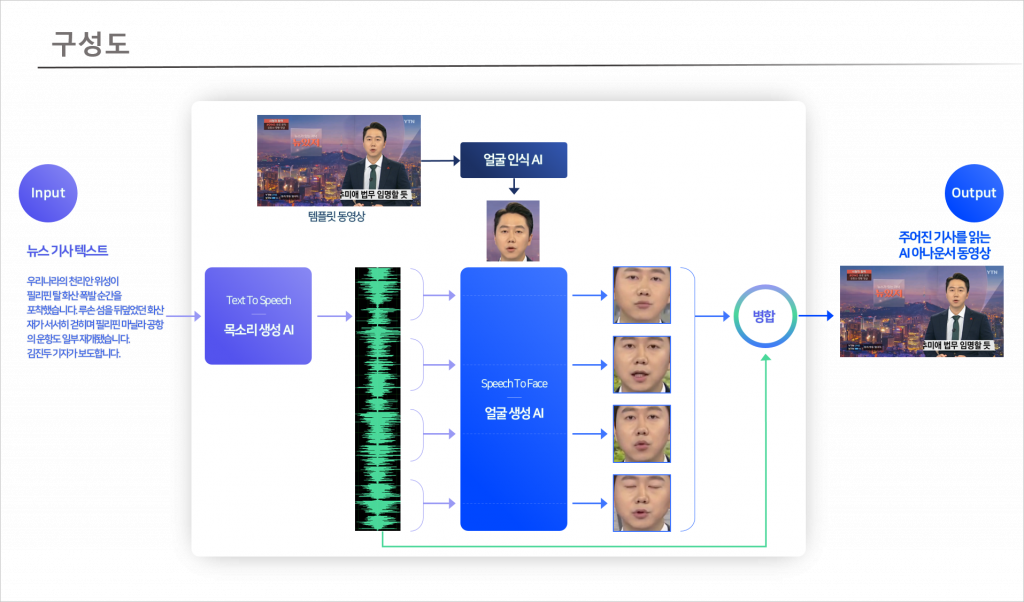 구성도
YTN
추미애 법무 임명할 듯
템플릿 동영상
얼굴 인식 AI
Input
뉴스 기사 텍스트
우리나라의 천리안 위성이
필리핀 탈 화산 폭발 순간을
포착했습니다. 루손 섬을 뒤덮었던 화산
재가 서서히 걷히며 필리핀 마닐라 공항
의 운항도 일부 재개됐습니다.
김진두 기자가 보도합니다.
Text To Speech
목소리 생성 AI
Speech To Face
얼굴 생성 AI
병합
Output
주어진 기사를 읽는
AI 아나운서 동영상
YTN
추미애 법무 임명할 듯